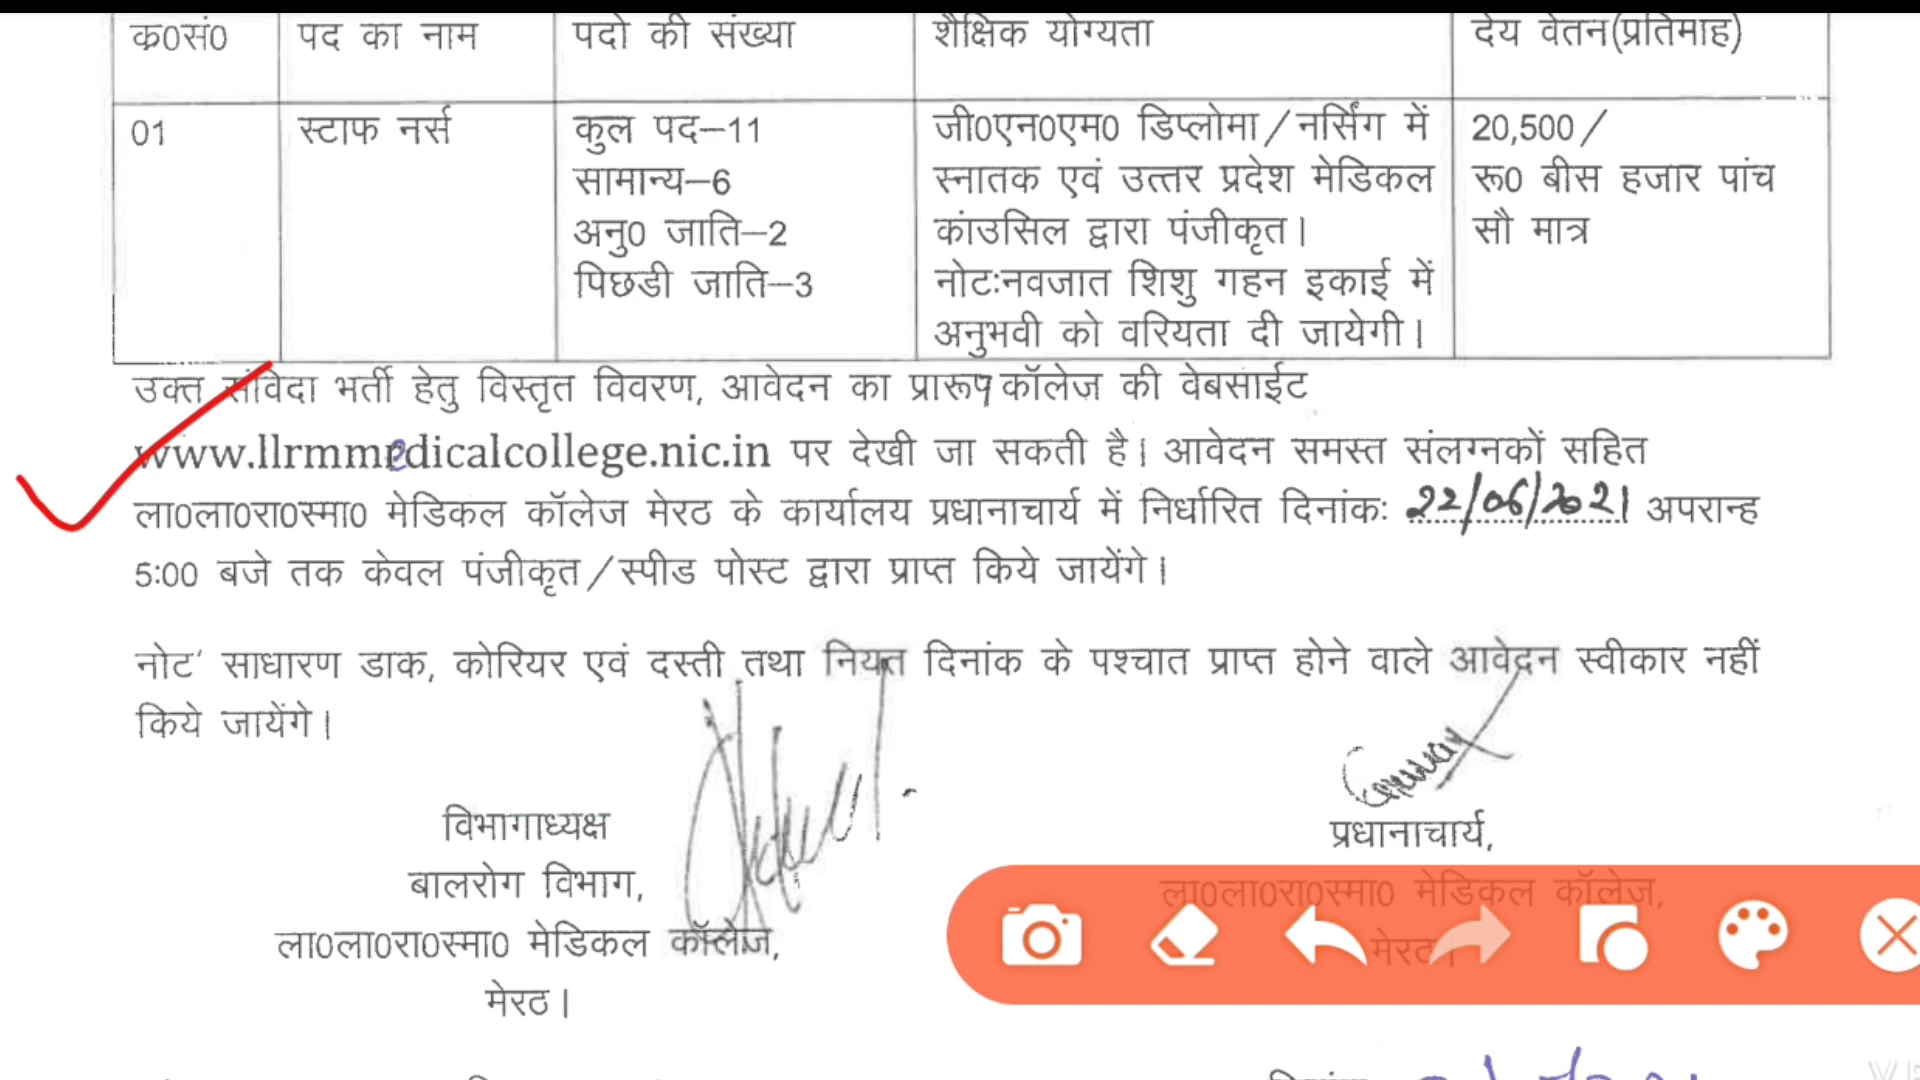 क0सं0 पद का नाम पदो की संख्या शैक्षिक योग्यता देय वेतन(प्रतिमाह)
01 स्टाफ नर्स कुल पद–11 जी0एन0एम0 डिप्लोमा/नर्सिंग में 20,500/
सामान्य–6 स्नातक एवं उत्तर प्रदेश मेडिकल रू0 बीस हजार पांच
अनु0 जाति–2 कांउसिल द्वारा पंजीकृत। सौ मात्र
पिछडी जाति–3 नोटःनवजात शिशु गहन इकाई में
अनुभवी को वरियता दी जायेगी।
उक्त संविदा भर्ती हेतु विस्तृत विवरण, आवेदन का प्रारूप कॉलेज की वेबसाईट
www.llrmmedicalcollege.nic.in पर देखी जा सकती है। आवेदन समस्त संलग्नकों सहित
ला0ला0रा0स्मा0 मेडिकल कॉलेज मेरठ के कार्यालय प्रधानाचार्य में निर्धारित दिनांकः 22/06/2021 अपरान्ह
5:00 बजे तक केवल पंजीकृत/स्पीड पोस्ट द्वारा प्राप्त किये जायेंगे।
नोट' साधारण डाक, कोरियर एवं दस्ती तथा नियत दिनांक के पश्चात प्राप्त होने वाले आवेदन स्वीकार नहीं
किये जायेंगे।
विभागाध्यक्ष
बालरोग विभाग,
ला0ला0रा0स्मा0 मेडिकल कॉलेज,
मेरठ।
प्रधानाचार्य,
ला0ला0रा0स्मा0 मेडिकल कॉलेज,
मेरठ।